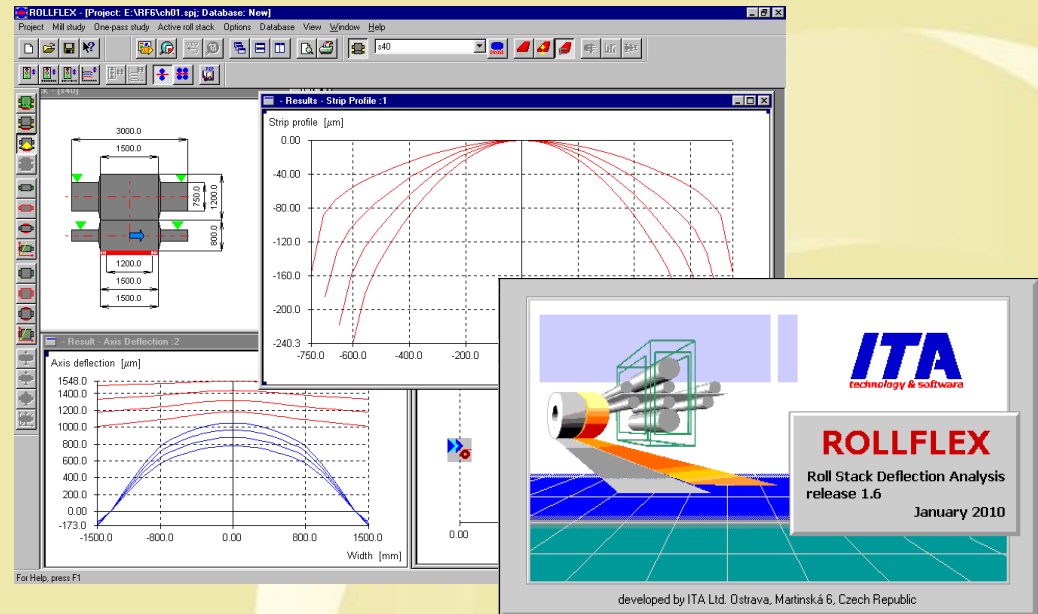 ROLLFLEX - [Project: E:\RF6\ch01.spj; Database: New]
Project Mill study One-pass study Active roll stack Options Database View Window Help
s40
- [s40]
3000.0
1500.0
750.0
1200.0
800.0
1200.0
1500.0
1500.0
- Results - Strip Profile :1
Strip profile [µm]
0.00
-40.00
-80.00
-120.0
-160.0
-200.0
-240.3
-750.0 -600.0 -400.0 -200.0
- Result - Axis Deflection :2
Axis deflection [µm]
1548.0
1400.0
1200.0
1000.0
800.0
600.0
400.0
200.0
0.00
-173.0
-1500.0 -800.0 0.00 800.0 1500.0
Width [mm]
0.00
For Help, press F1
ITA
technology & software
ROLLFLEX
Roll Stack Deflection Analysis
release 1.6
January 2010
developed by ITA Ltd. Ostrava, Martinská 6, Czech Republic